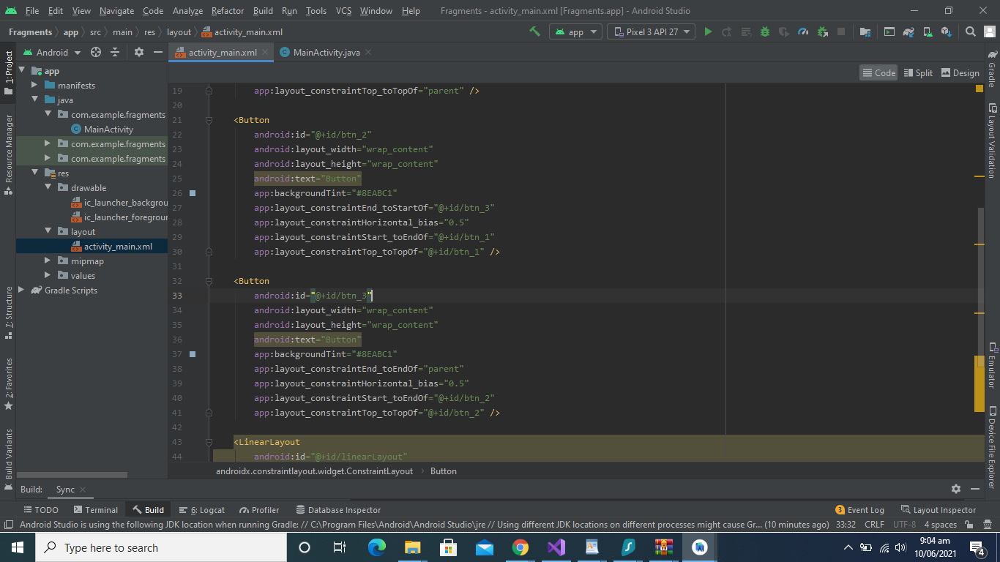 File Edit View Navigate Code Analyze Refactor Build Run Tools VCS Window Help Fragments - activity_main.xml [Fragments.app] - Android Studio
Fragments app src main res layout activity_main.xml app Pixel 3 API 27
Android activity_main.xml MainActivity.java
Code Split Design
1: Project
Resource Manager
7: Structure
2: Favorites
Build Variants
app
manifests
java
com.example.fragments
MainActivity
com.example.fragments
com.example.fragments
res
drawable
ic_launcher_backgrou
ic_launcher_foregroun
layout
activity_main.xml
mipmap
values
Gradle Scripts
19 app:layout_constraintTop_toTopOf="parent" />
20
21 <Button
22 android:id="@+id/btn_2"
23 android:layout_width="wrap_content"
24 android:layout_height="wrap_content"
25 android:text="Button"
26 app:backgroundTint="#8EABC1"
27 app:layout_constraintEnd_toStartOf="@+id/btn_3"
28 app:layout_constraintHorizontal_bias="0.5"
29 app:layout_constraintStart_toEndOf="@+id/btn_1"
30 app:layout_constraintTop_toTopOf="@+id/btn_1" />
31
32 <Button
33 android:id="@+id/btn_3"
34 android:layout_width="wrap_content"
35 android:layout_height="wrap_content"
36 android:text="Button"
37 app:backgroundTint="#8EABC1"
38 app:layout_constraintEnd_toEndOf="parent"
39 app:layout_constraintHorizontal_bias="0.5"
40 app:layout_constraintStart_toEndOf="@+id/btn_2"
41 app:layout_constraintTop_toTopOf="@+id/btn_2" />
42
43 <LinearLayout
44 android:id="@+id/linearLayout"
androidx.constraintlayout.widget.ConstraintLayout Button
Gradle
Layout Validation
Emulator
Device File Explorer
Build: Sync
TODO Terminal Build 6: Logcat Profiler Database Inspector 3 Event Log Layout Inspector
Android Studio is using the following JDK location when running Gradle: // C:\Program Files\Android\Android Studio\jre // Using different JDK locations on different processes might cause Gr... (10 minutes ago) 33:32 CRLF UTF-8 4 spaces
Type here to search
9:04 am
10/06/2021
4